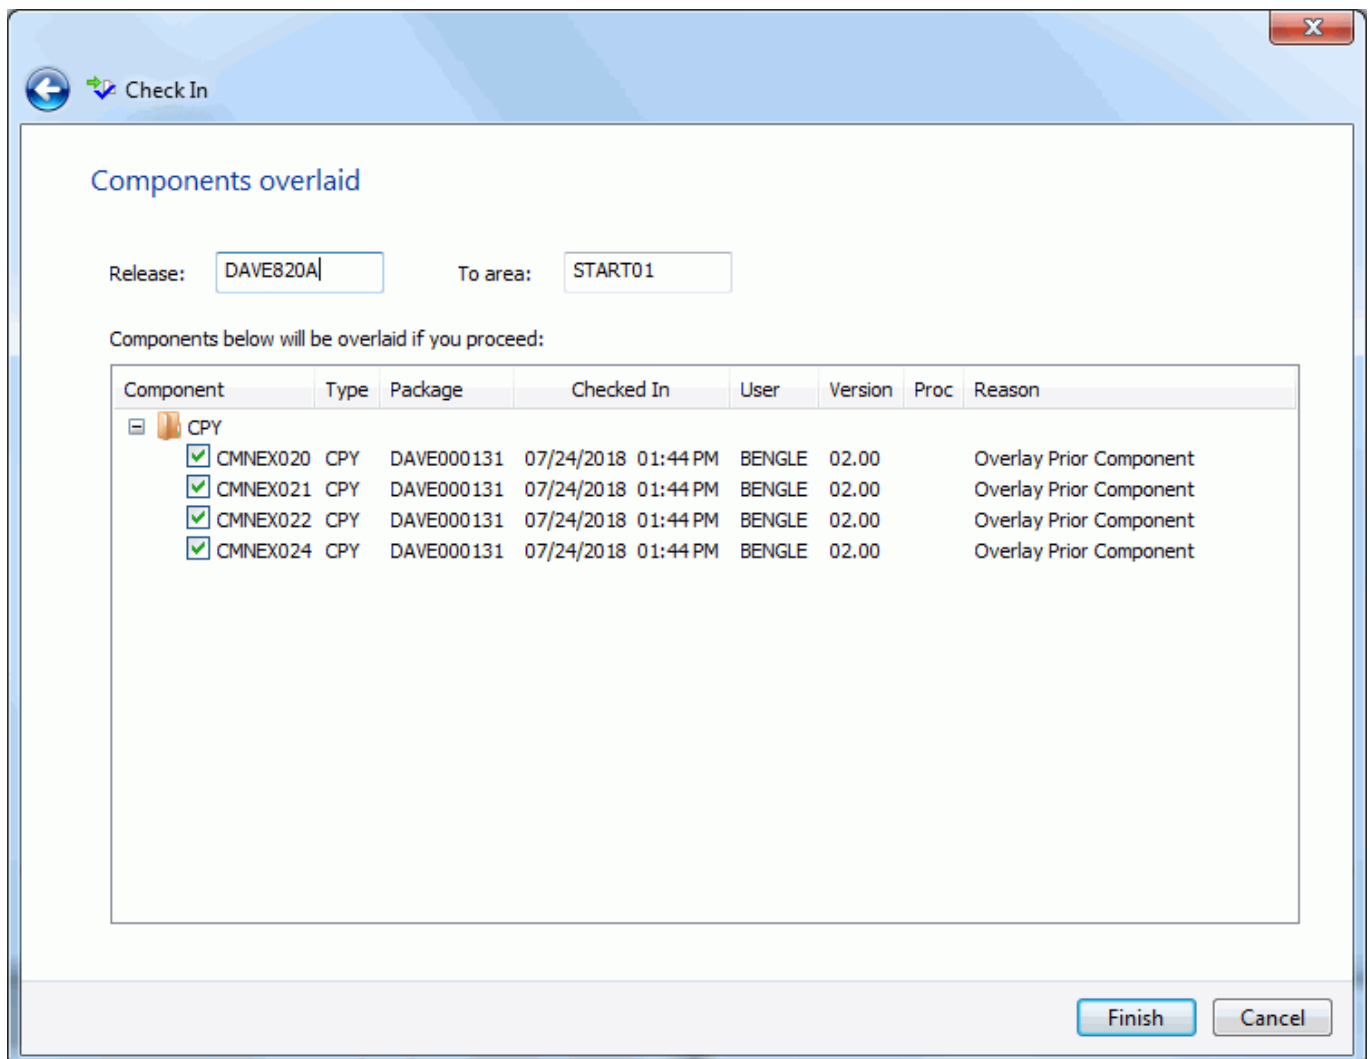 Check In
Components overlaid
Release: DAVE820A To area: START01
Components below will be overlaid if you proceed:
Component Type Package Checked In User Version Proc Reason
CPY
CMNEX020 CPY DAVE000131 07/24/2018 01:44 PM BENGLE 02.00 Overlay Prior Component
CMNEX021 CPY DAVE000131 07/24/2018 01:44 PM BENGLE 02.00 Overlay Prior Component
CMNEX022 CPY DAVE000131 07/24/2018 01:44 PM BENGLE 02.00 Overlay Prior Component
CMNEX024 CPY DAVE000131 07/24/2018 01:44 PM BENGLE 02.00 Overlay Prior Component
Finish Cancel